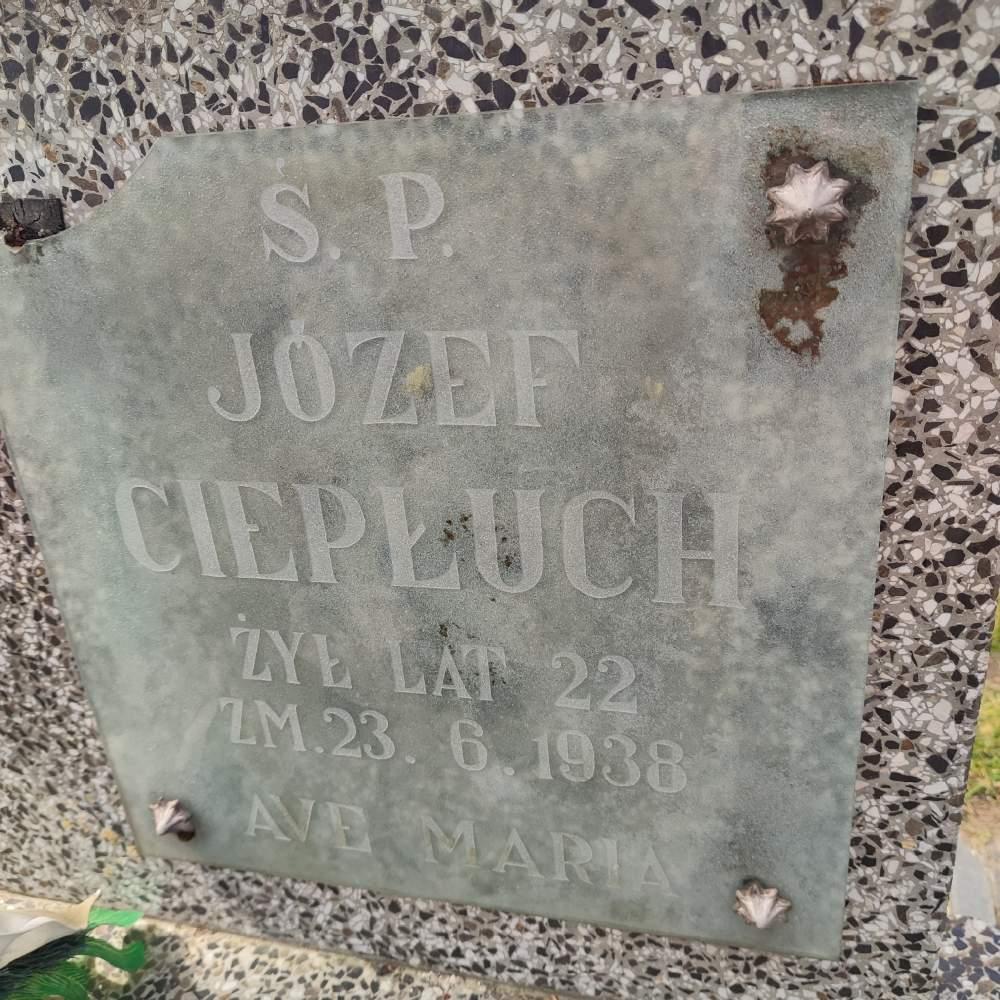 Ś. P.
JÓZEF
CIEPŁUCH
ŻYŁ LAT 22
ZM. 23. 6. 1938
AVE MARIA